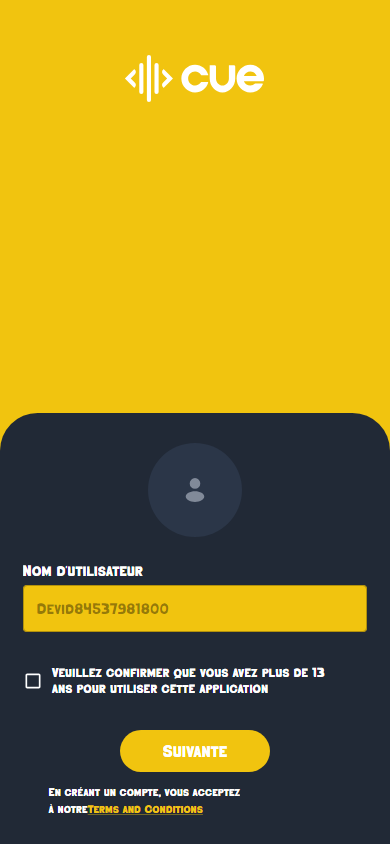 cue
Nom d'utilisateur
Devid84537981800
Veuillez confirmer que vous avez plus de 13
ans pour utiliser cette application
Suivante
En créant un compte, vous acceptez
à notreTerms and Conditions